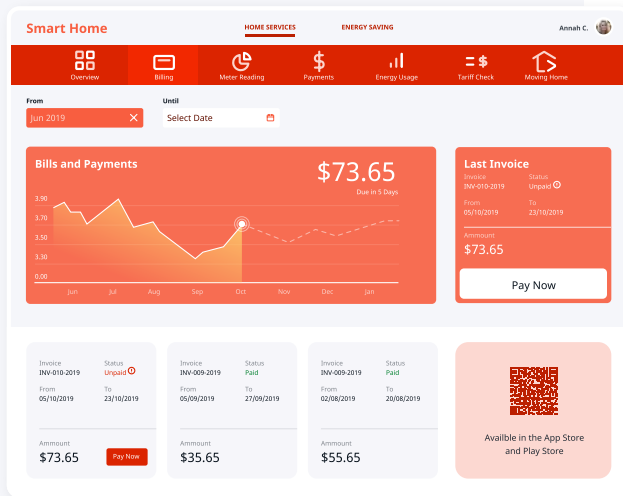 Smart Home
HOME SERVICES
ENERGY SAVING
Annah C.
Overview
Billing
Meter Reading
Payments
Energy Usage
Tariff Check
Moving Home
From
Until
Jun 2019
Select Date
Bills and Payments
$73.65
Due in 5 Days
3.90
3.70
3.50
3.30
0.00
Jun Jul Aug Sep Oct Nov Dec Jan
Last Invoice
Invoice Status
INV-010-2019 Unpaid
From To
05/10/2019 23/10/2019
Ammount
$73.65
Pay Now
Invoice Status
INV-010-2019 Unpaid
From To
05/10/2019 23/10/2019
Ammount
$73.65 Pay Now
Invoice Status
INV-009-2019 Paid
From To
05/09/2019 27/09/2019
Ammount
$35.65
Invoice Status
INV-009-2019 Paid
From To
02/08/2019 20/08/2019
Ammount
$55.65
Availble in the App Store
and Play Store